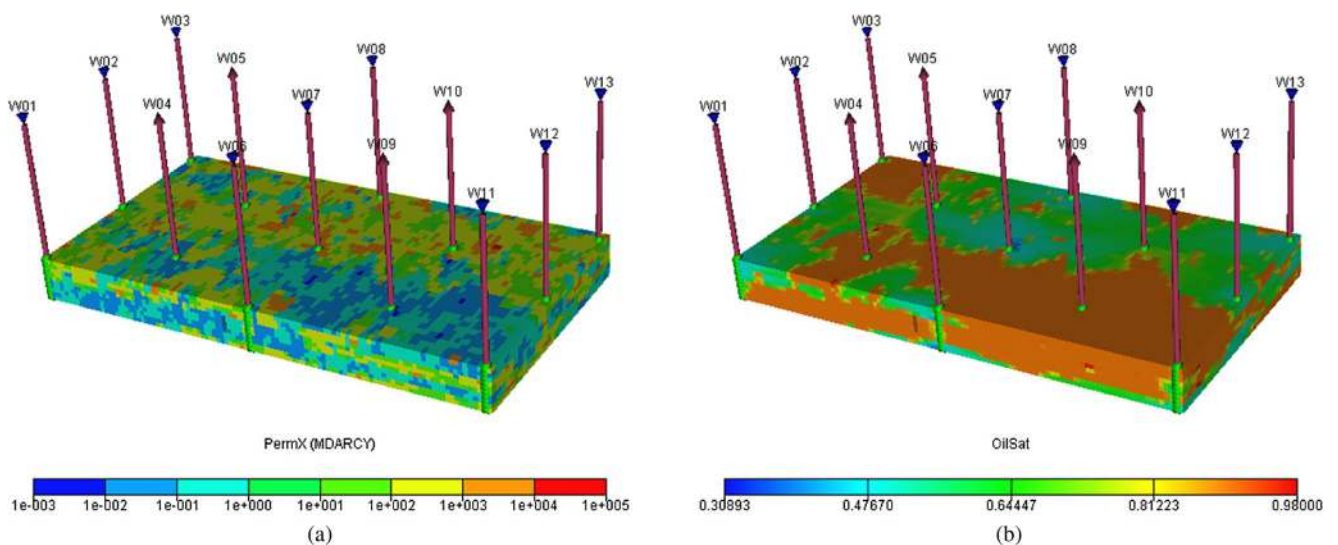 W03
W02
W05
W08
W01
W04
W07
W10
W13
W06
W09
W12
W11
PermX (MDARCY)
1e-003 1e-002 1e-001 1e+000 1e+001 1e+002 1e+003 1e+004 1e+005
(a)
W03
W02
W05
W08
W01
W04
W07
W10
W13
W06
W09
W12
W11
OilSat
0.30893 0.47670 0.64447 0.81223 0.98000
(b)